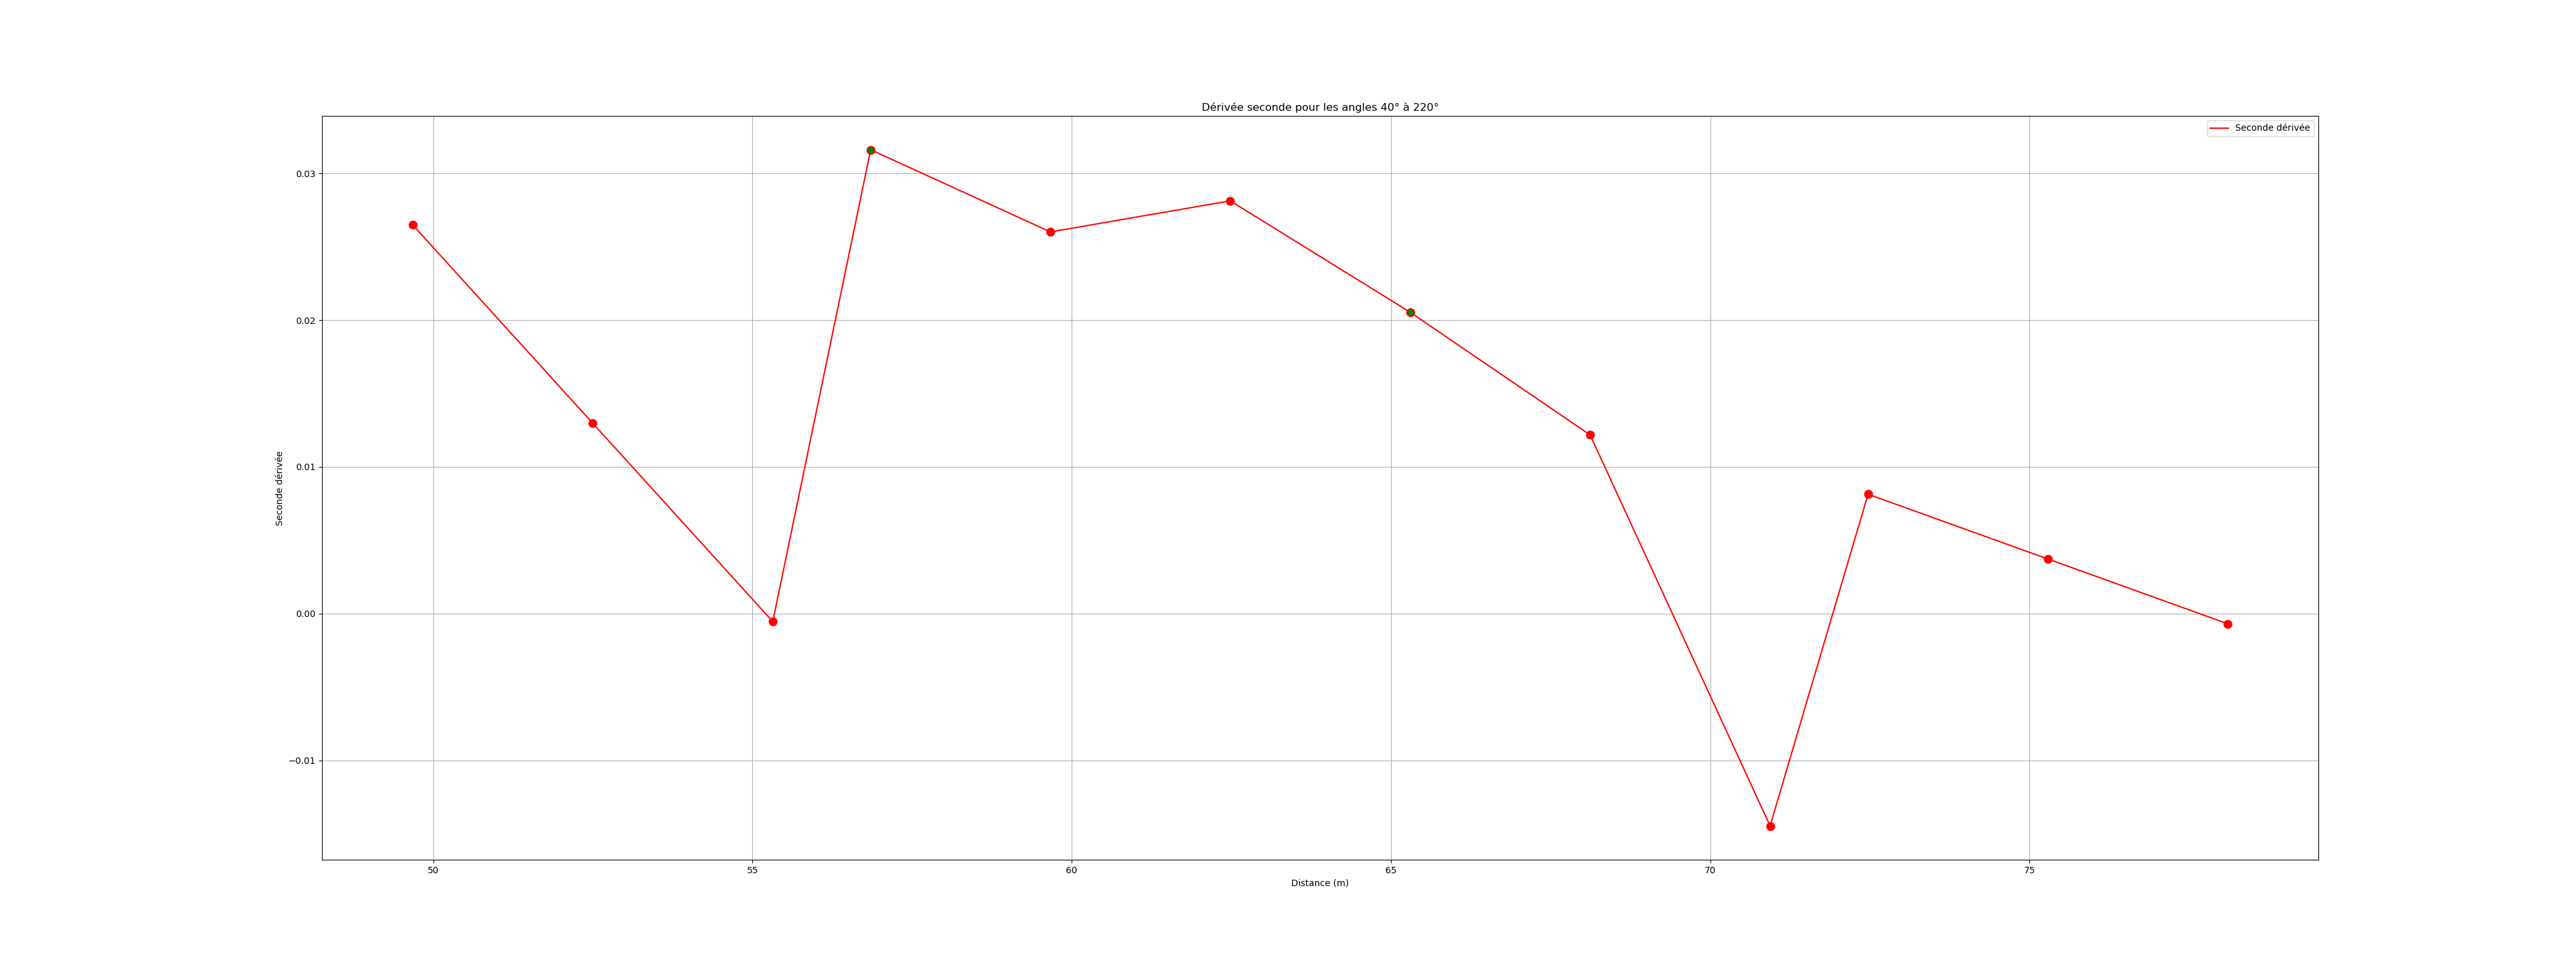 Dérivée seconde pour les angles 40° à 220°
Seconde dérivée
0.03
0.02
0.01
0.00
−0.01
Seconde dérivée
50 55 60 65 70 75
Distance (m)